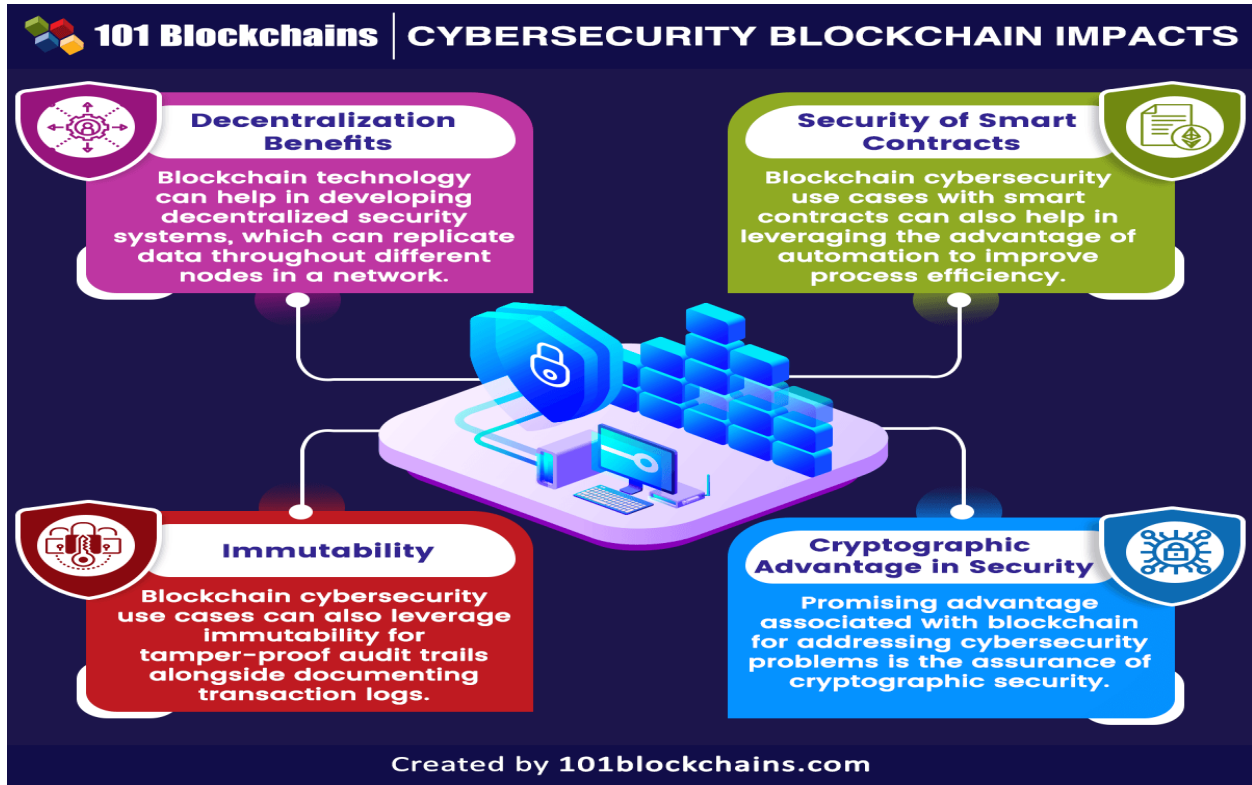 101 Blockchains | CYBERSECURITY BLOCKCHAIN IMPACTS
Decentralization
Benefits
Blockchain technology
can help in developing
decentralized security
systems, which can replicate
data throughout different
nodes in a network.
Security of Smart
Contracts
Blockchain cybersecurity
use cases with smart
contracts can also help in
leveraging the advantage of
automation to improve
process efficiency.
Immutability
Blockchain cybersecurity
use cases can also leverage
immutability for
tamper-proof audit trails
alongside documenting
transaction logs.
Cryptographic
Advantage in Security
Promising advantage
associated with blockchain
for addressing cybersecurity
problems is the assurance of
cryptographic security.
Created by 101blockchains.com